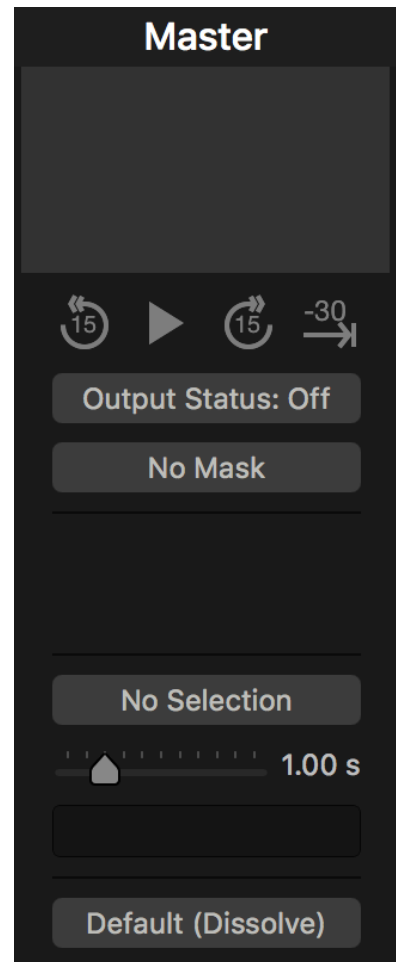 Master
15 15 -30
Output Status: Off
No Mask
No Selection
1.00 s
Default (Dissolve)